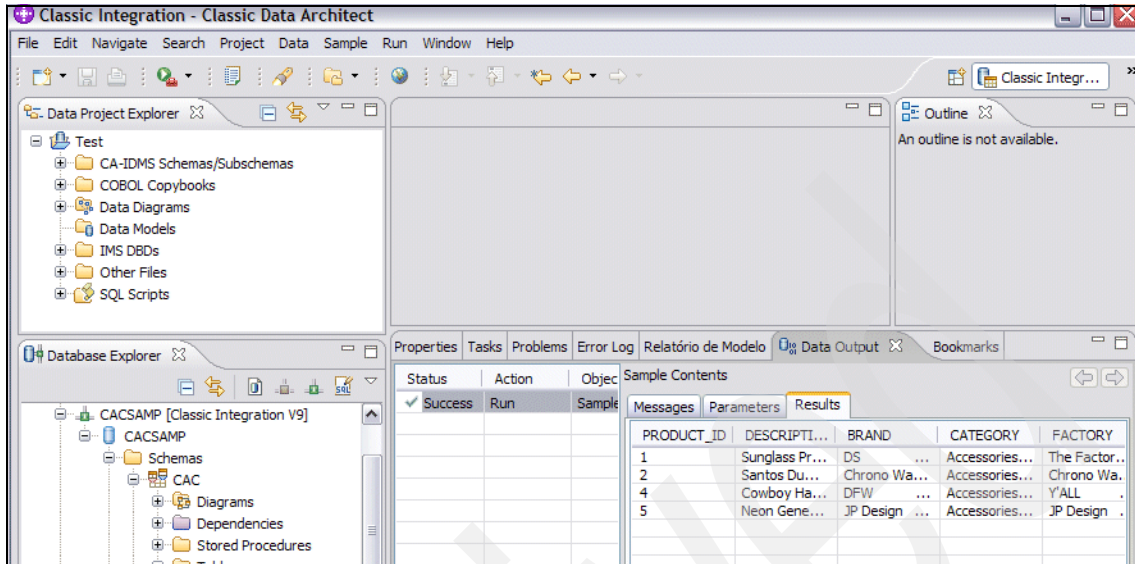 Classic Integration - Classic Data Architect
File Edit Navigate Search Project Data Sample Run Window Help
Classic Integr...
Data Project Explorer
Test
CA-IDMS Schemas/Subschemas
COBOL Copybooks
Data Diagrams
Data Models
IMS DBDs
Other Files
SQL Scripts
Outline
An outline is not available.
Database Explorer
CACSAMP [Classic Integration V9]
CACSAMP
Schemas
CAC
Diagrams
Dependencies
Stored Procedures
Properties Tasks Problems Error Log Relatório de Modelo Data Output Bookmarks
Status Action Objec
Success Run Sample
Sample Contents
Messages Parameters Results
PRODUCT_ID DESCRIPTI... BRAND CATEGORY FACTORY
1 Sunglass Pr... DS ... Accessories... The Factor..
2 Santos Du... Chrono Wa... Accessories... Chrono Wa.
4 Cowboy Ha... DFW ... Accessories... Y'ALL .
5 Neon Gene... JP Design ... Accessories... JP Design .